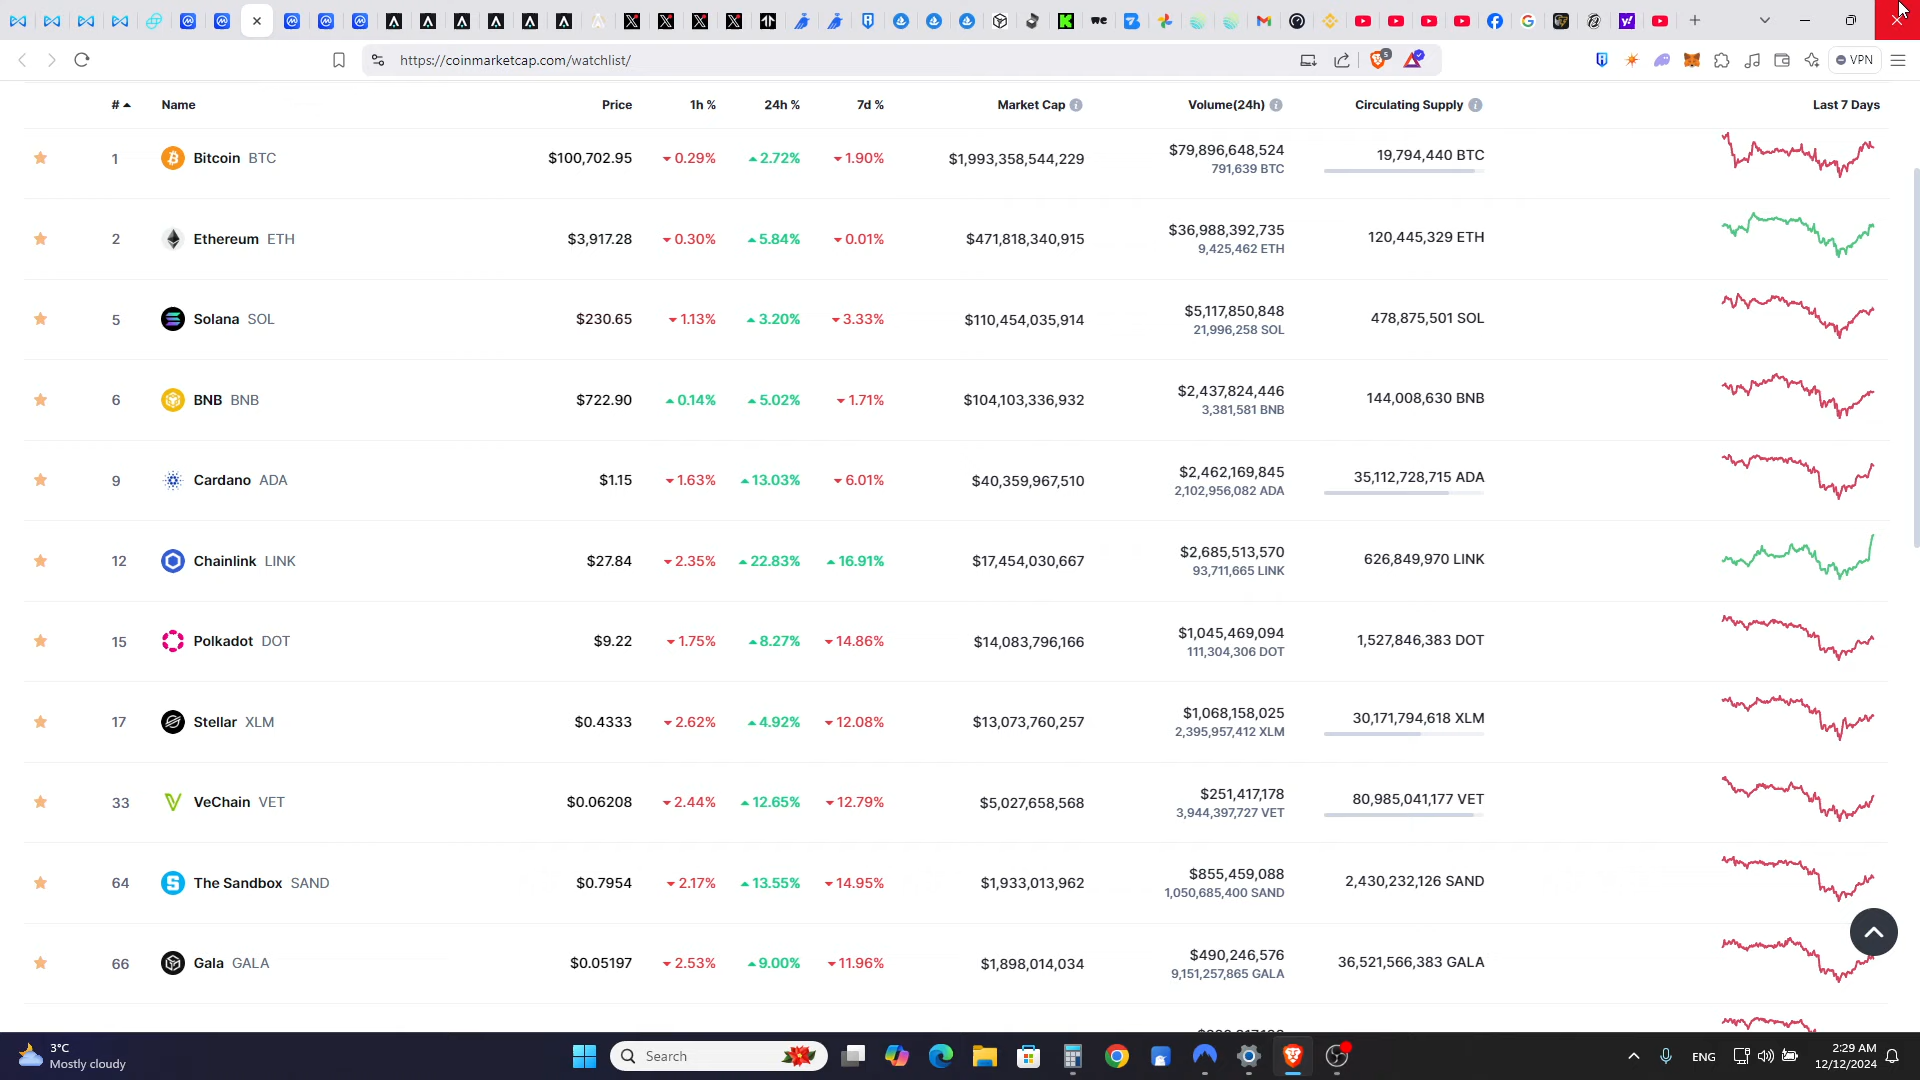 https://coinmarketcap.com/watchlist/
5
VPN
# Name Price 1h % 24h % 7d % Market Cap Volume(24h) Circulating Supply Last 7 Days
1 Bitcoin BTC $100,702.95 0.29% 2.72% 1.90% $1,993,358,544,229 $79,896,648,524 19,794,440 BTC
791,639 BTC
2 Ethereum ETH $3,917.28 0.30% 5.84% 0.01% $471,818,340,915 $36,988,392,735 120,445,329 ETH
9,425,462 ETH
5 Solana SOL $230.65 1.13% 3.20% 3.33% $110,454,035,914 $5,117,850,848 478,875,501 SOL
21,996,258 SOL
6 BNB BNB $722.90 0.14% 5.02% 1.71% $104,103,336,932 $2,437,824,446 144,008,630 BNB
3,381,581 BNB
9 Cardano ADA $1.15 1.63% 13.03% 6.01% $40,359,967,510 $2,462,169,845 35,112,728,715 ADA
2,102,956,082 ADA
12 Chainlink LINK $27.84 2.35% 22.83% 16.91% $17,454,030,667 $2,685,513,570 626,849,970 LINK
93,711,665 LINK
15 Polkadot DOT $9.22 1.75% 8.27% 14.86% $14,083,796,166 $1,045,469,094 1,527,846,383 DOT
111,304,306 DOT
17 Stellar XLM $0.4333 2.62% 4.92% 12.08% $13,073,760,257 $1,068,158,025 30,171,794,618 XLM
2,395,957,412 XLM
33 VeChain VET $0.06208 2.44% 12.65% 12.79% $5,027,658,568 $251,417,178 80,985,041,177 VET
3,944,397,727 VET
64 The Sandbox SAND $0.7954 2.17% 13.55% 14.95% $1,933,013,962 $855,459,088 2,430,232,126 SAND
1,050,685,400 SAND
66 Gala GALA $0.05197 2.53% 9.00% 11.96% $1,898,014,034 $490,246,576 36,521,566,383 GALA
9,151,257,865 GALA
3°C
Mostly cloudy
Search
ENG
2:29 AM
12/12/2024